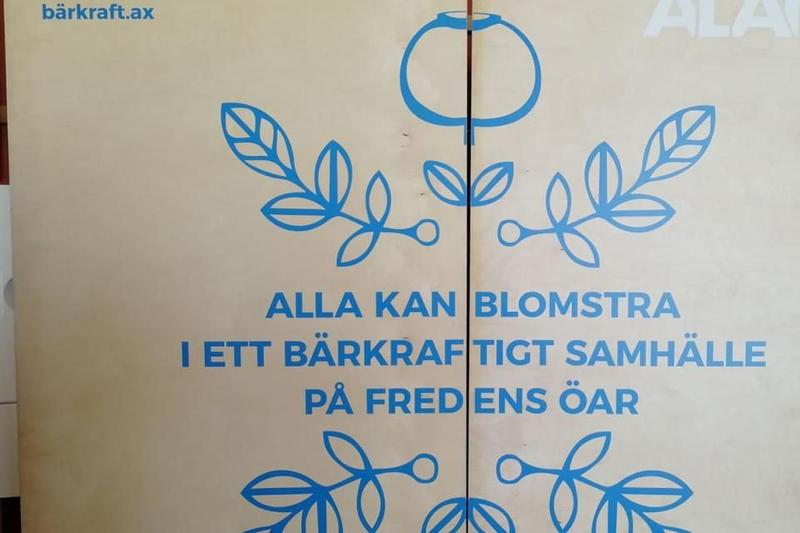 bärkraft.ax
ALLA KAN BLOMSTRA
I ETT BÄRKRAFTIGT SAMHÄLLE
PÅ FREDENS ÖAR